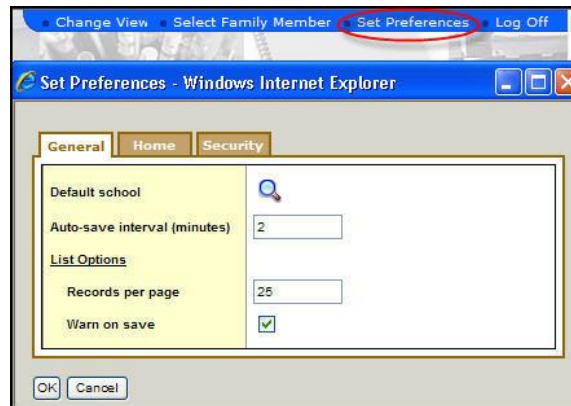 Change View Select Family Member Set Preferences Log Off
Set Preferences - Windows Internet Explorer
General Home Security
Default school
Auto-save interval (minutes) 2
List Options
Records per page 25
Warn on save
OK Cancel